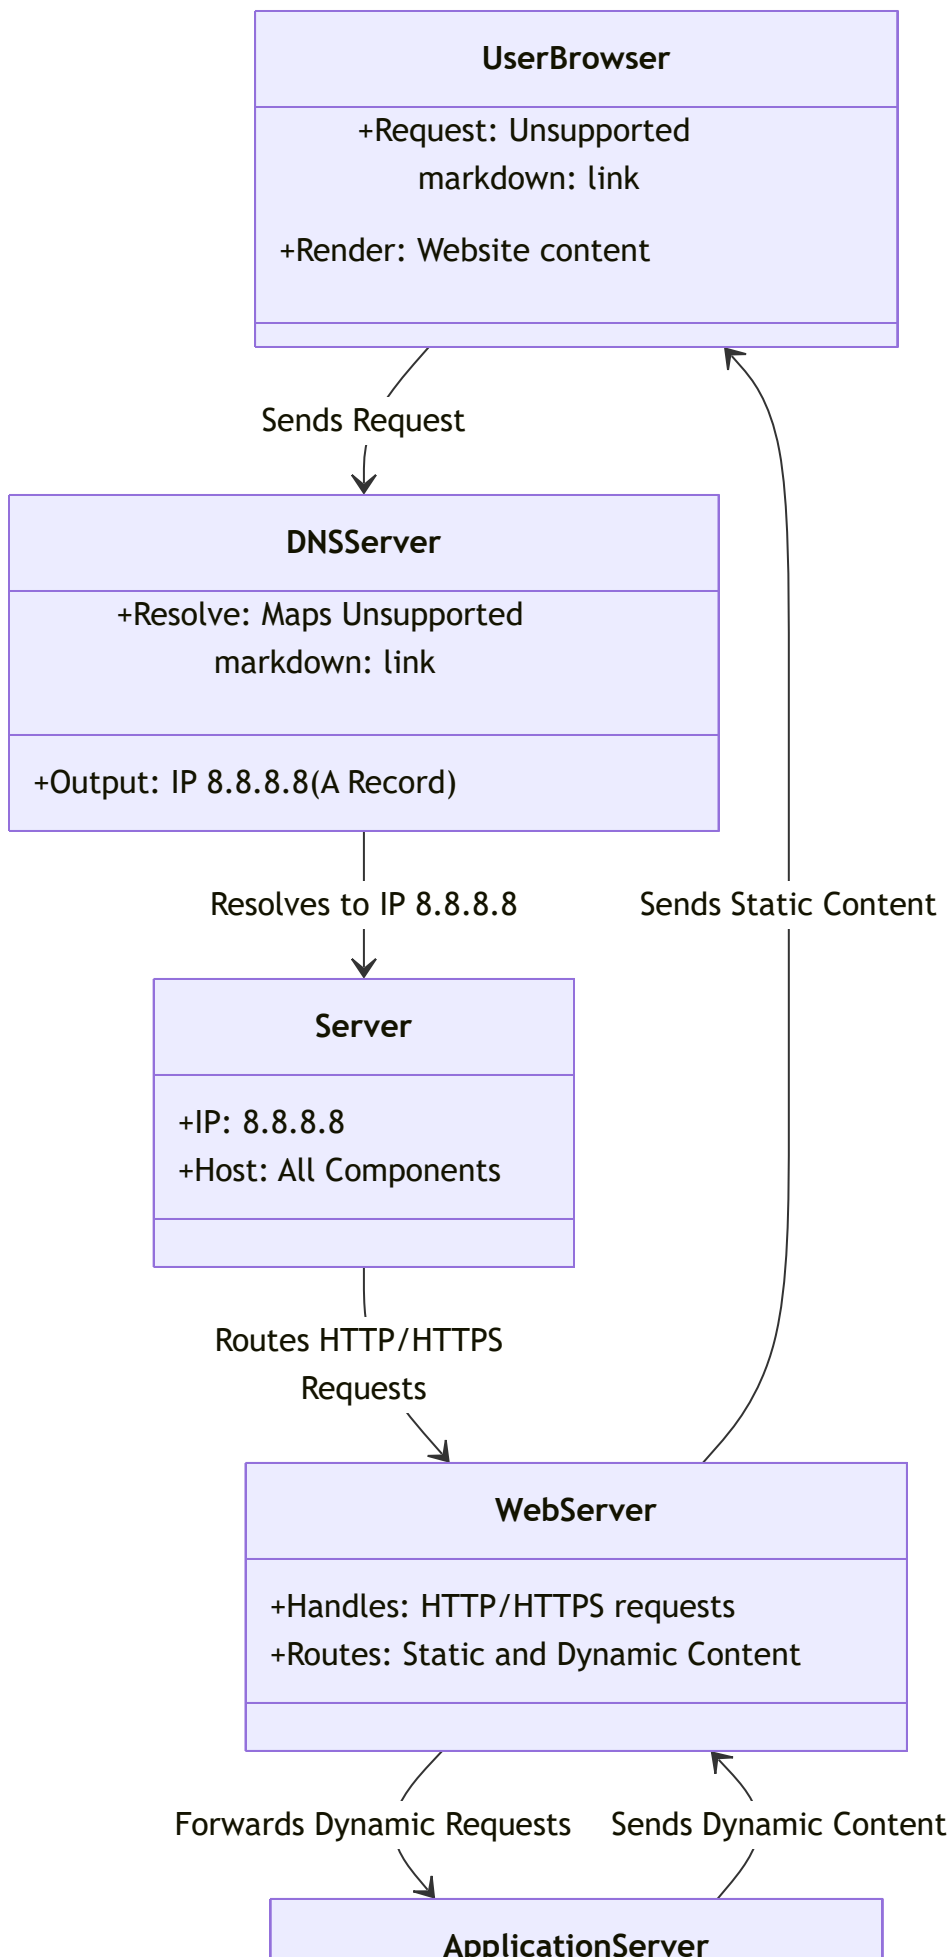 UserBrowser
+Request: Unsupported
markdown: link
+Render: Website content
Sends Request
DNSServer
+Resolve: Maps Unsupported
markdown: link
+Output: IP 8.8.8.8(A Record)
Resolves to IP 8.8.8.8
Sends Static Content
Server
+IP: 8.8.8.8
+Host: All Components
Routes HTTP/HTTPS
Requests
WebServer
+Handles: HTTP/HTTPS requests
+Routes: Static and Dynamic Content
Forwards Dynamic Requests
Sends Dynamic Content
ApplicationServer